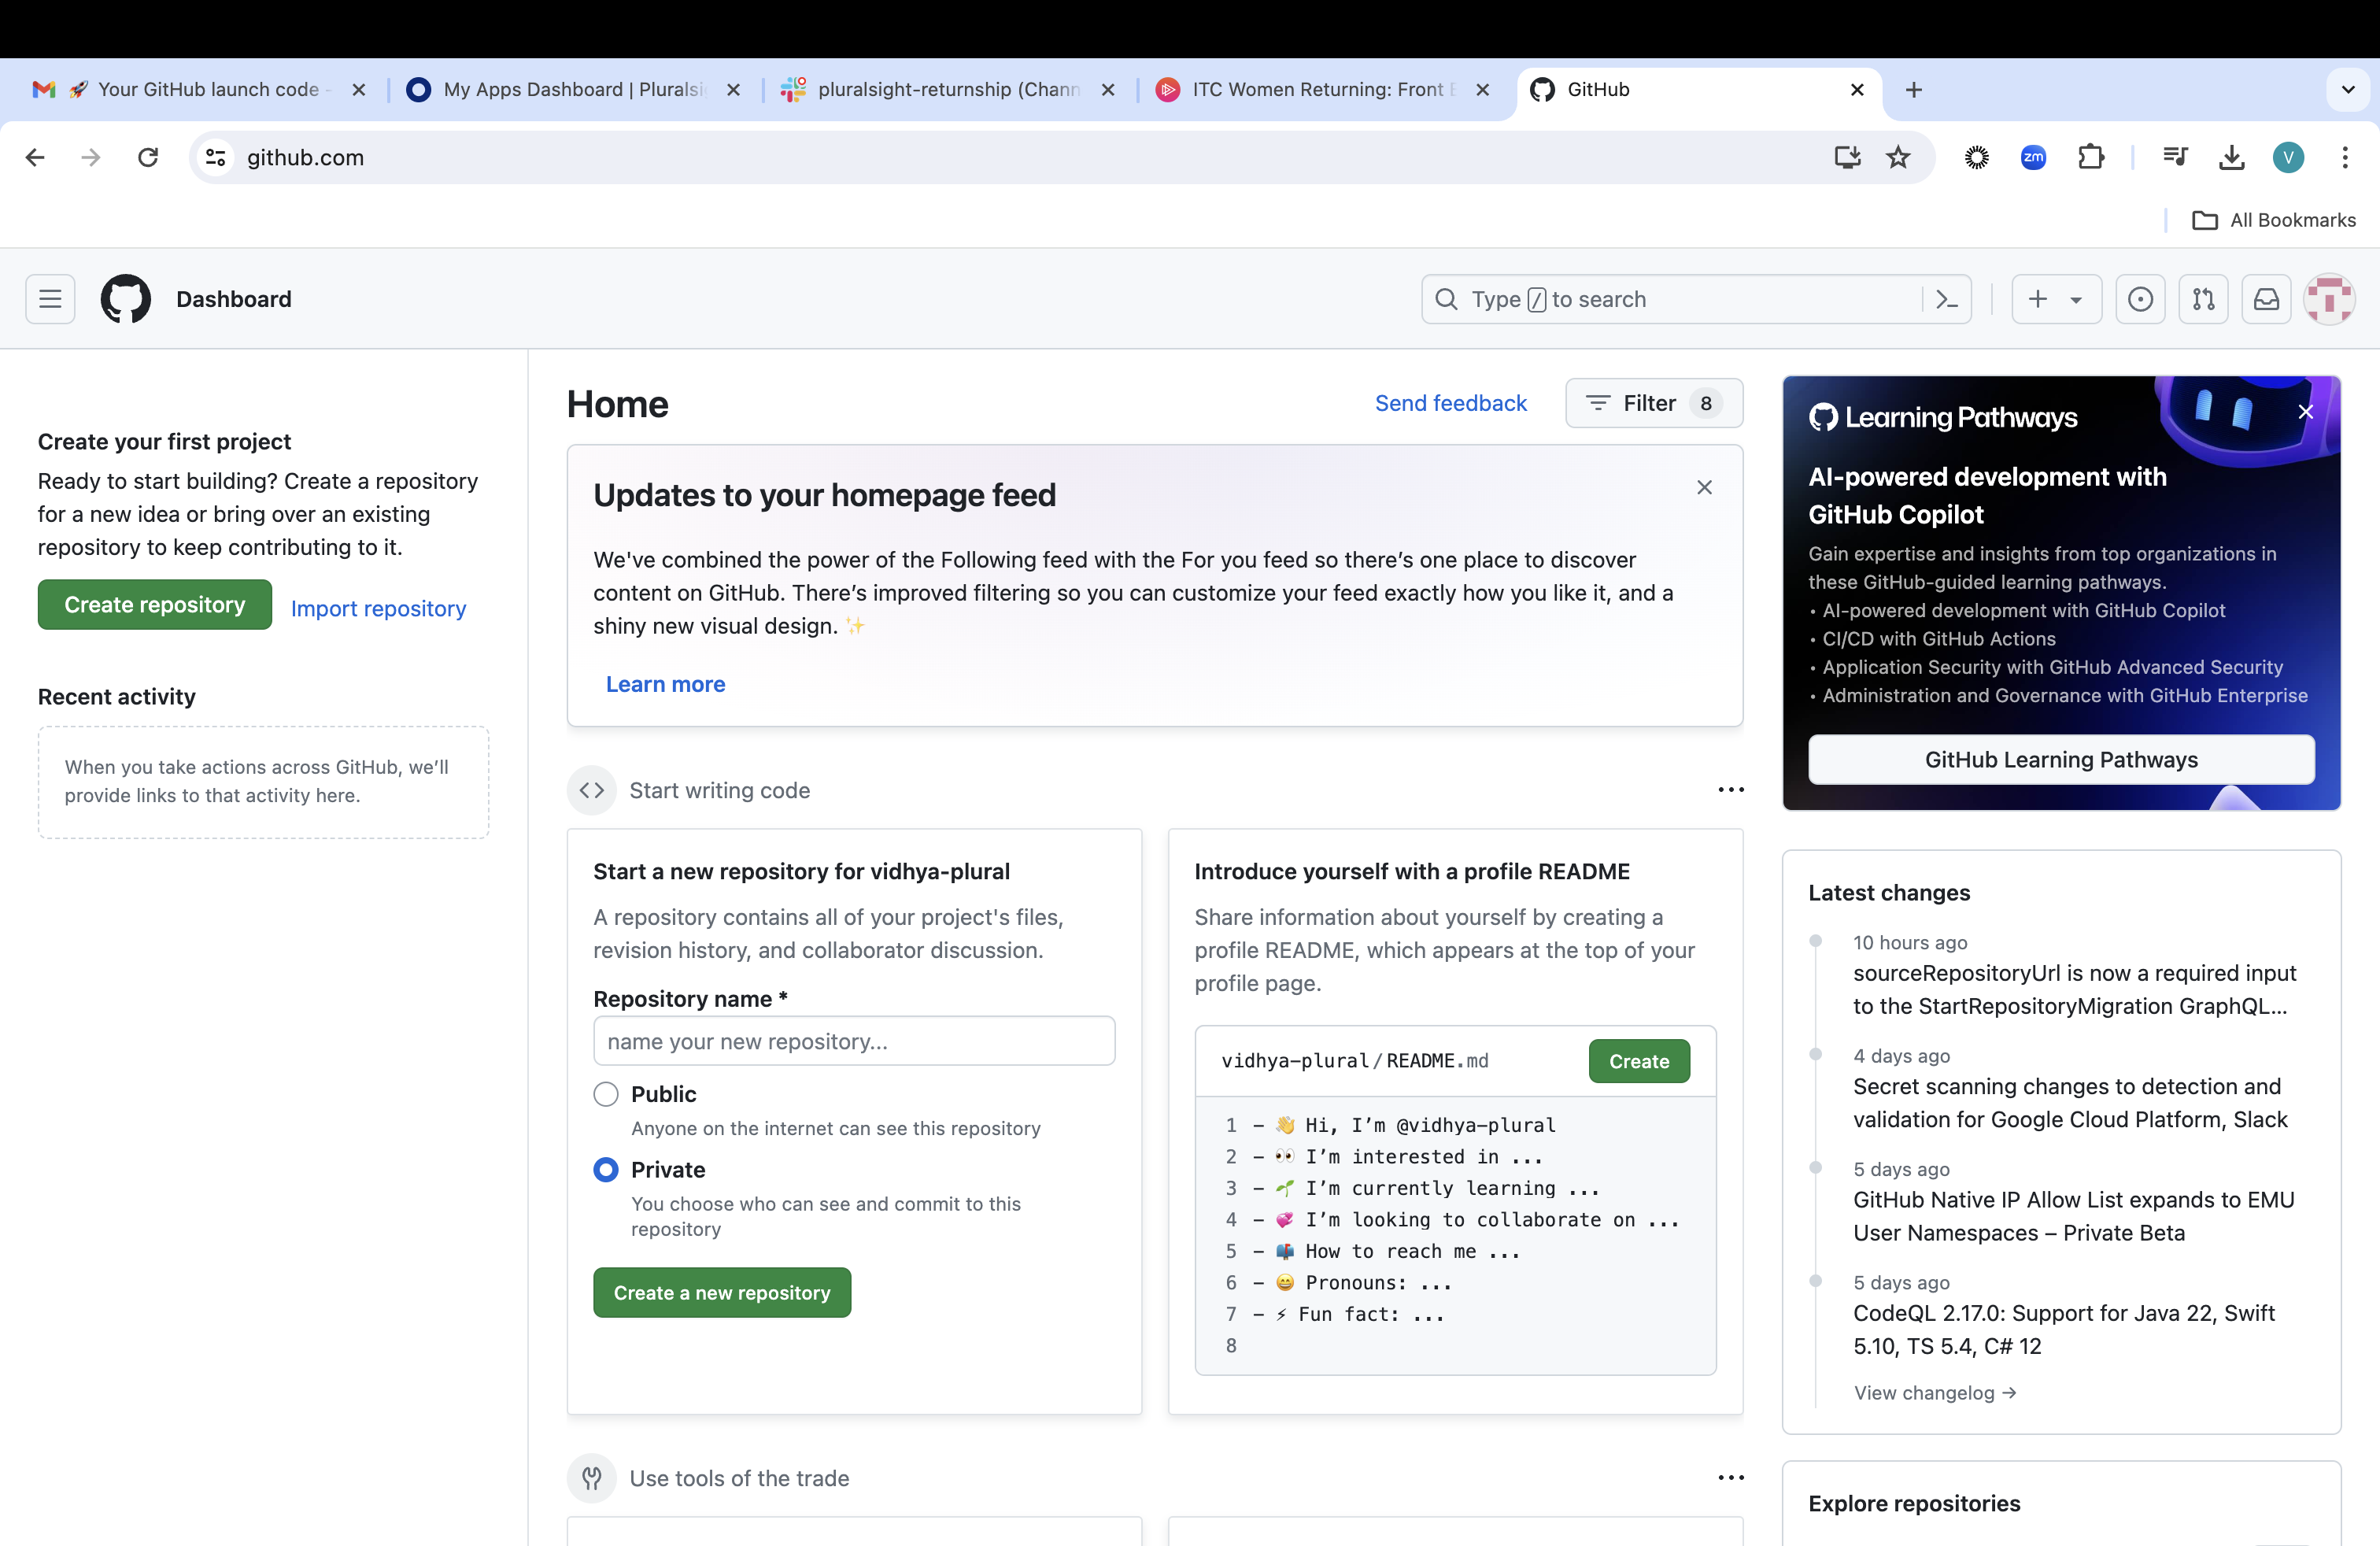 Your GitHub launch code -
My Apps Dashboard | Pluralsi
pluralsight-returnship (Chann
ITC Women Returning: Front E
GitHub
github.com
zm
V
All Bookmarks
Dashboard
Type / to search
Create your first project
Ready to start building? Create a repository
for a new idea or bring over an existing
repository to keep contributing to it.
Create repository
Import repository
Recent activity
When you take actions across GitHub, we’ll
provide links to that activity here.
Home
Send feedback
Filter 8
Updates to your homepage feed
We've combined the power of the Following feed with the For you feed so there’s one place to discover
content on GitHub. There’s improved filtering so you can customize your feed exactly how you like it, and a
shiny new visual design. ✨
Learn more
Start writing code
Start a new repository for vidhya-plural
A repository contains all of your project's files,
revision history, and collaborator discussion.
Repository name *
name your new repository...
Public
Anyone on the internet can see this repository
Private
You choose who can see and commit to this
repository
Create a new repository
Introduce yourself with a profile README
Share information about yourself by creating a
profile README, which appears at the top of your
profile page.
vidhya-plural/README.md
Create
1 - 👋 Hi, I’m @vidhya-plural
2 - 👀 I’m interested in ...
3 - 🌱 I’m currently learning ...
4 - 💞️ I’m looking to collaborate on ...
5 - 📫 How to reach me ...
6 - 😄 Pronouns: ...
7 - ⚡ Fun fact: ...
8
Use tools of the trade
Learning Pathways
AI-powered development with
GitHub Copilot
Gain expertise and insights from top organizations in
these GitHub-guided learning pathways.
• AI-powered development with GitHub Copilot
• CI/CD with GitHub Actions
• Application Security with GitHub Advanced Security
• Administration and Governance with GitHub Enterprise
GitHub Learning Pathways
Latest changes
10 hours ago
sourceRepositoryUrl is now a required input
to the StartRepositoryMigration GraphQL...
4 days ago
Secret scanning changes to detection and
validation for Google Cloud Platform, Slack
5 days ago
GitHub Native IP Allow List expands to EMU
User Namespaces – Private Beta
5 days ago
CodeQL 2.17.0: Support for Java 22, Swift
5.10, TS 5.4, C# 12
View changelog →
Explore repositories